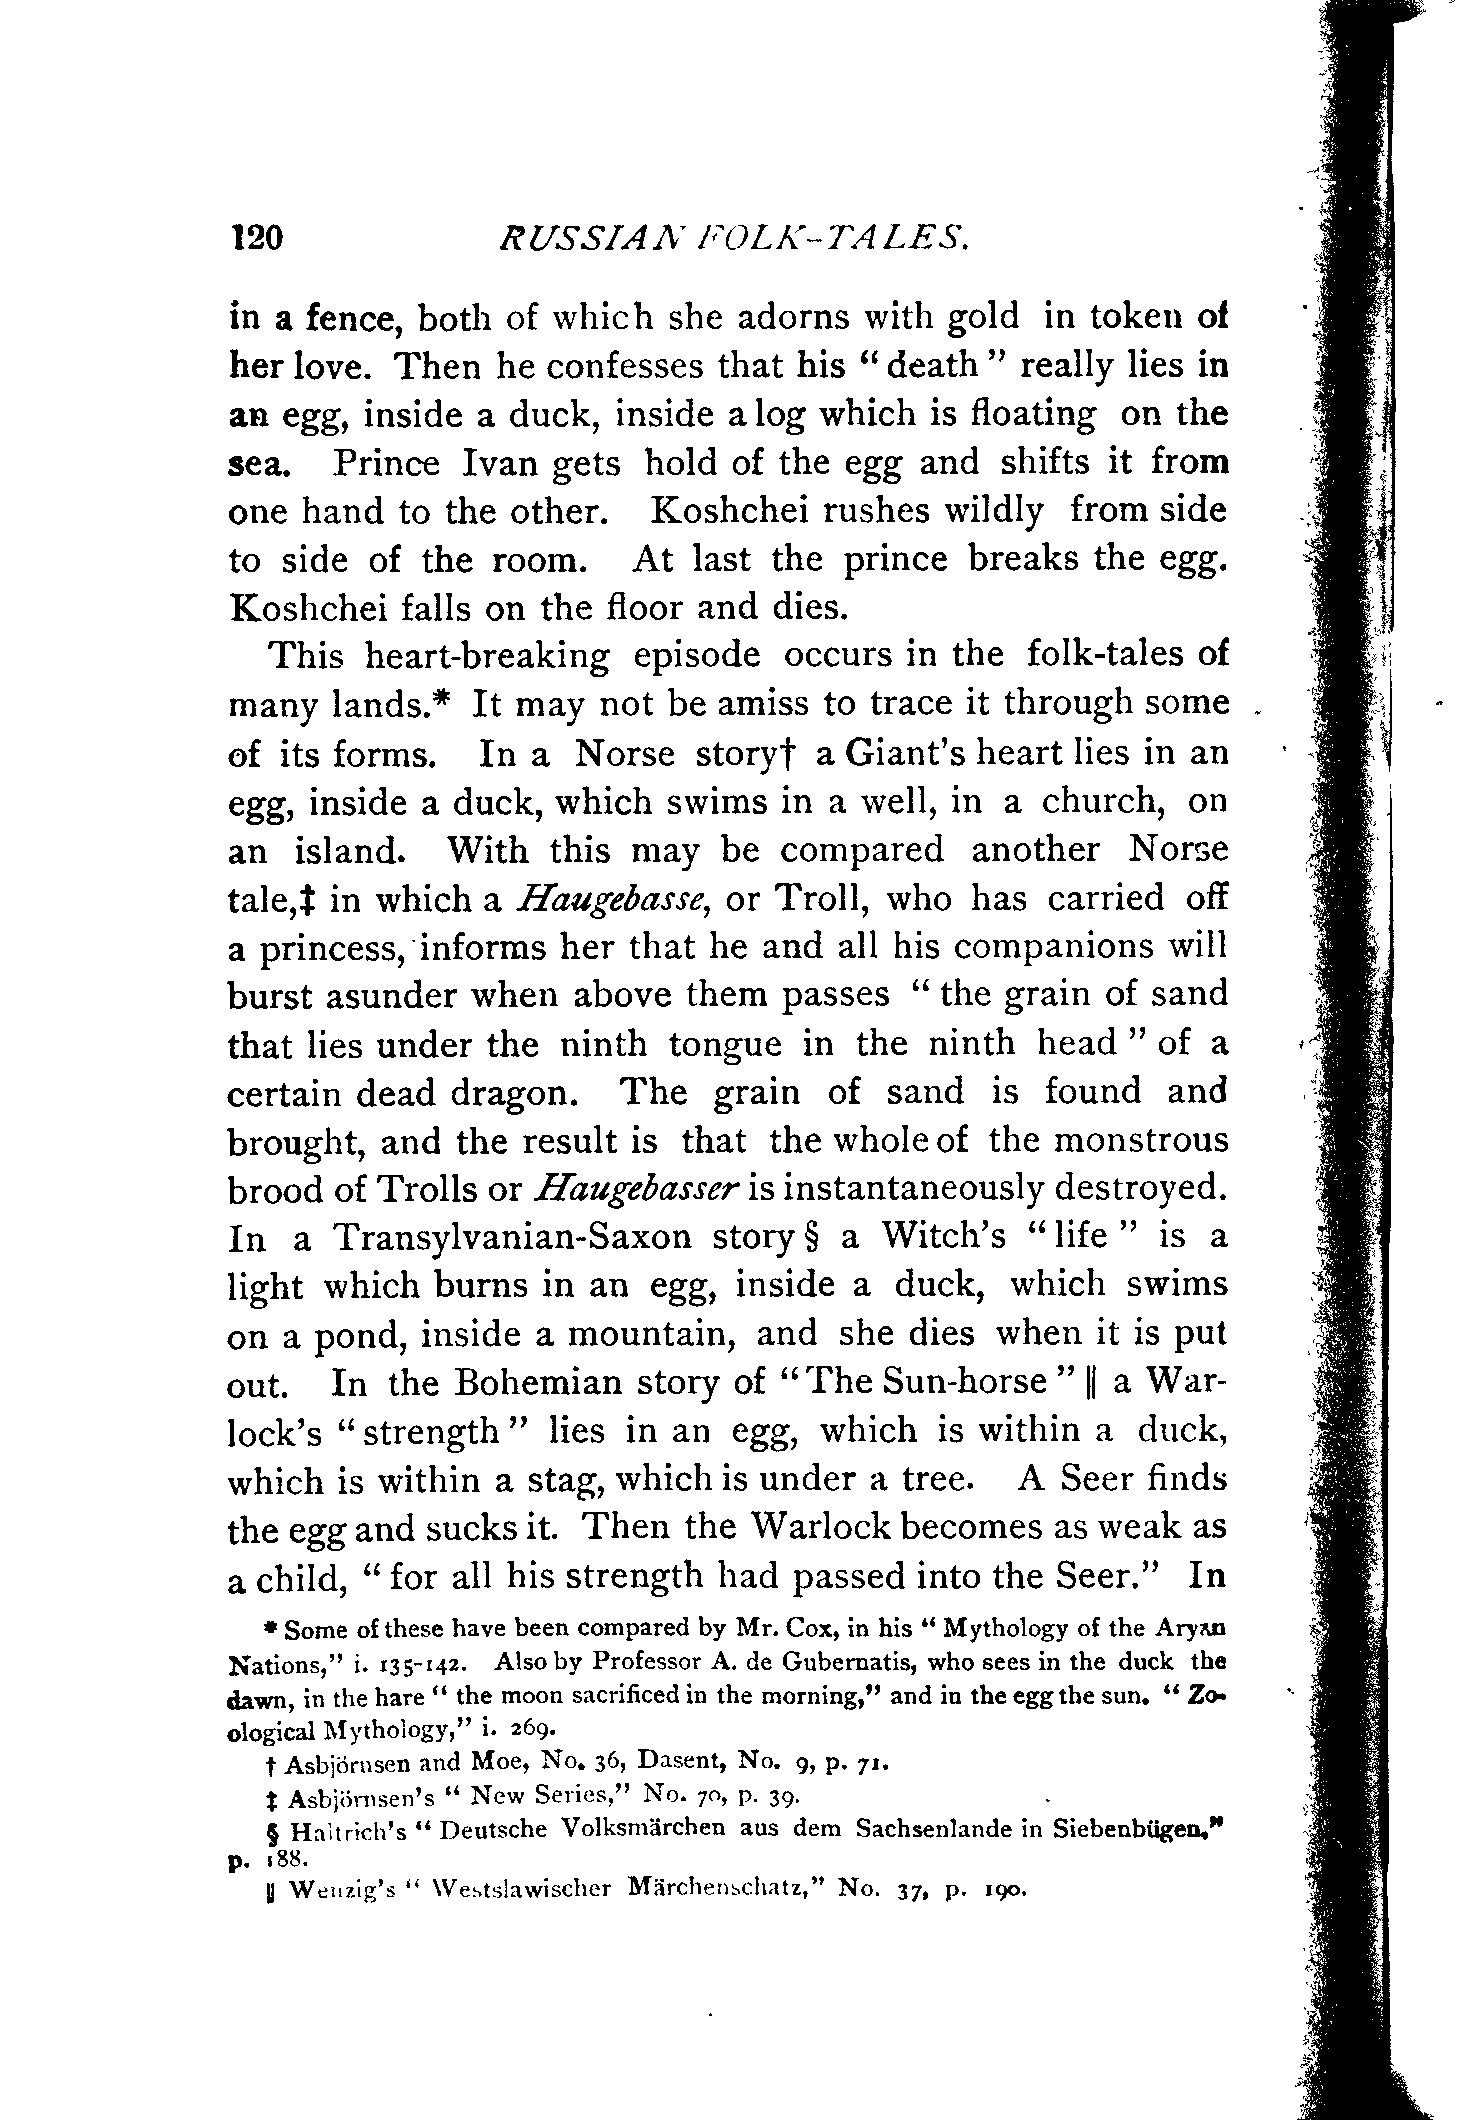 120 RUSSIAN FOLK-TALES.
in a fence, both of which she adorns with gold in token of
her love. Then he confesses that his “ death ” really lies in
an egg, inside a duck, inside a log which is floating on the
sea. Prince Ivan gets hold of the egg and shifts it from
one hand to the other. Koshchei rushes wildly from side
to side of the room. At last the prince breaks the egg.
Koshchei falls on the floor and dies.
This heart-breaking episode occurs in the folk-tales of
many lands.* It may not be amiss to trace it through some
of its forms. In a Norse story† a Giant’s heart lies in an
egg, inside a duck, which swims in a well, in a church, on
an island. With this may be compared another Norse
tale,‡ in which a Haugebasse, or Troll, who has carried off
a princess, informs her that he and all his companions will
burst asunder when above them passes “ the grain of sand
that lies under the ninth tongue in the ninth head ” of a
certain dead dragon. The grain of sand is found and
brought, and the result is that the whole of the monstrous
brood of Trolls or Haugebasser is instantaneously destroyed.
In a Transylvanian-Saxon story § a Witch’s “ life ” is a
light which burns in an egg, inside a duck, which swims
on a pond, inside a mountain, and she dies when it is put
out. In the Bohemian story of “ The Sun-horse ” ‖ a War-
lock’s “ strength ” lies in an egg, which is within a duck,
which is within a stag, which is under a tree. A Seer finds
the egg and sucks it. Then the Warlock becomes as weak as
a child, “ for all his strength had passed into the Seer.” In
* Some of these have been compared by Mr. Cox, in his “ Mythology of the Aryan
Nations,” i. 135-142. Also by Professor A. de Gubernatis, who sees in the duck the
dawn, in the hare “ the moon sacrificed in the morning,” and in the egg the sun. “ Zo-
ological Mythology,” i. 269.
† Asbjörnsen and Moe, No. 36, Dasent, No. 9, p. 71.
‡ Asbjörnsen’s “ New Series,” No. 70, p. 39.
§ Haltrich’s “ Deutsche Volksmärchen aus dem Sachsenlande in Siebenbügen,”
p. 188.
‖ Wenzig’s “ Westslawischer Märchenschatz,” No. 37, p. 190.